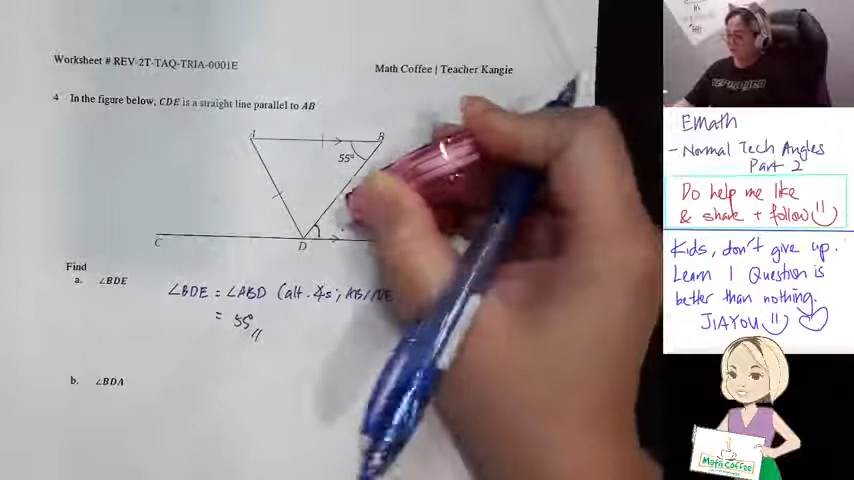 Worksheet # REV-2T-TAQ-TRIA-0001E
Math Coffee | Teacher Kangie
4 In the figure below, CDE is a straight line parallel to AB
A
B
55°
C
D
Find
a. ∠BDE
∠BDE = ∠ABD (alt. ∠s; AB//DE
= 55°//
b. ∠BDA
EMath
- Normal Tech Angles
Part 2
Do help me like
& share + follow
Kids, don't give up.
Learn 1 Question is
better than nothing.
JIAYOU
Math Coffee